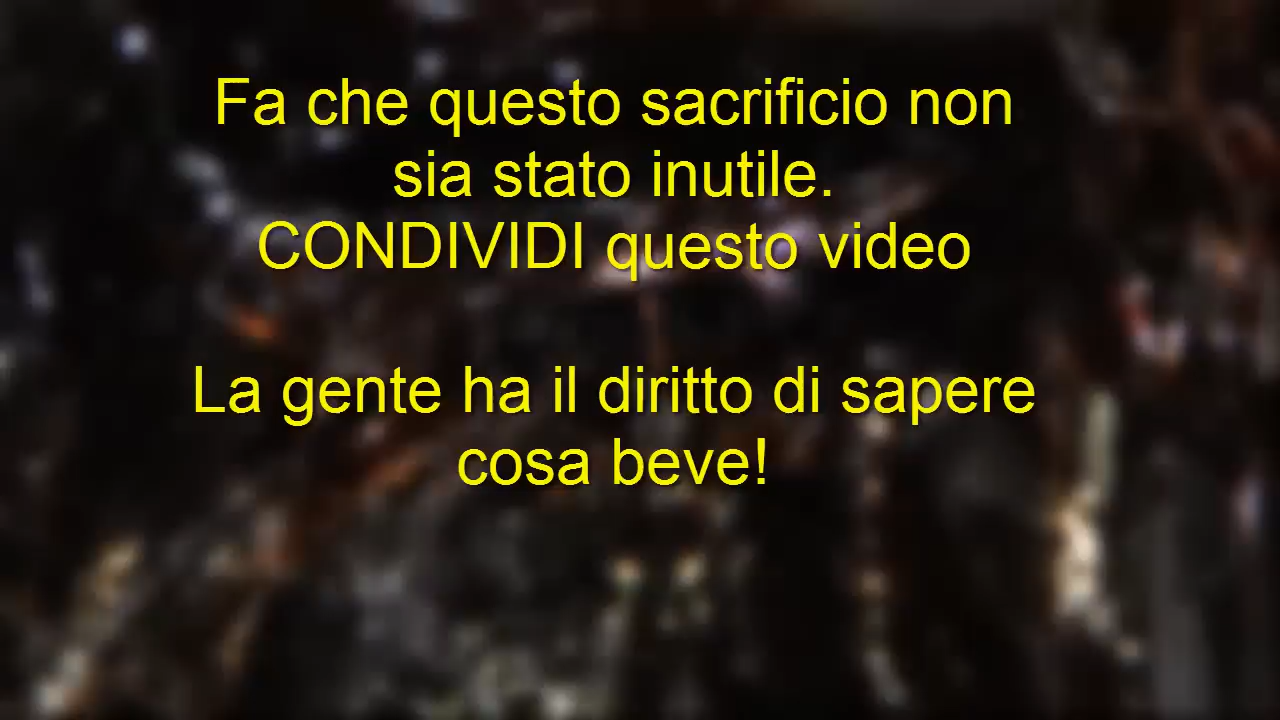 Fa che questo sacrificio non
sia stato inutile.
CONDIVIDI questo video
La gente ha il diritto di sapere
cosa beve!